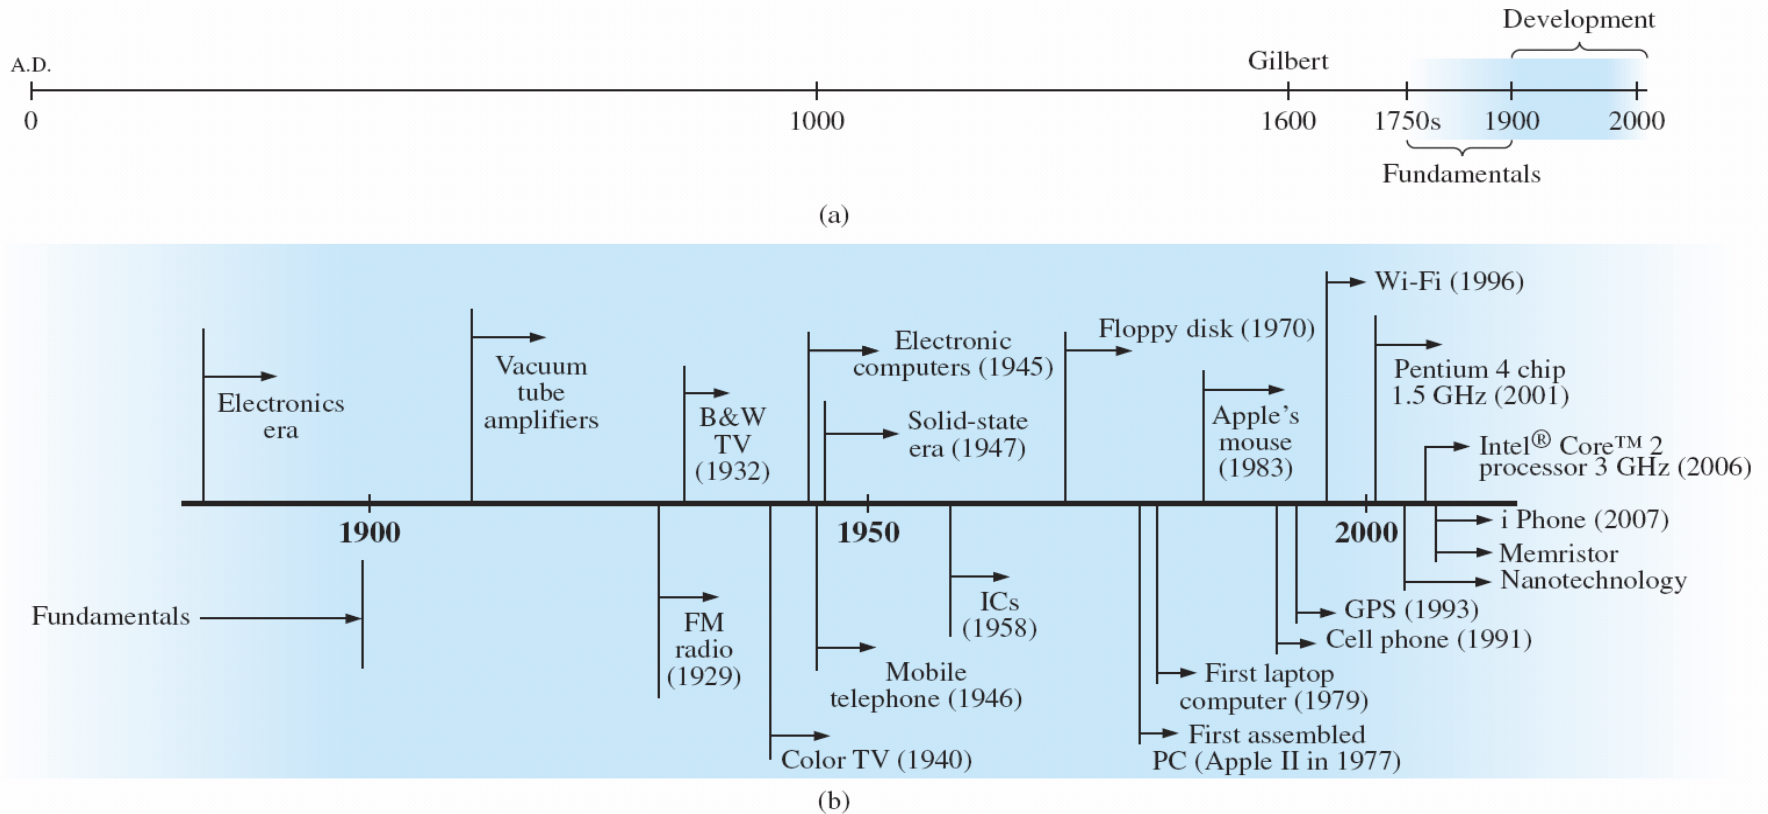 Development
A.D.
Gilbert
0
1000
1600
1750s
1900
2000
Fundamentals
(a)
Wi-Fi (1996)
Floppy disk (1970)
Electronic
computers (1945)
Vacuum
tube
amplifiers
Pentium 4 chip
1.5 GHz (2001)
Electronics
era
B&W
TV
(1932)
Solid-state
era (1947)
Apple’s
mouse
(1983)
Intel® Core™ 2
processor 3 GHz (2006)
1900
1950
2000
i Phone (2007)
Memristor
Nanotechnology
Fundamentals
FM
radio
(1929)
ICs
(1958)
GPS (1993)
Cell phone (1991)
Mobile
telephone (1946)
First laptop
computer (1979)
Color TV (1940)
First assembled
PC (Apple II in 1977)
(b)